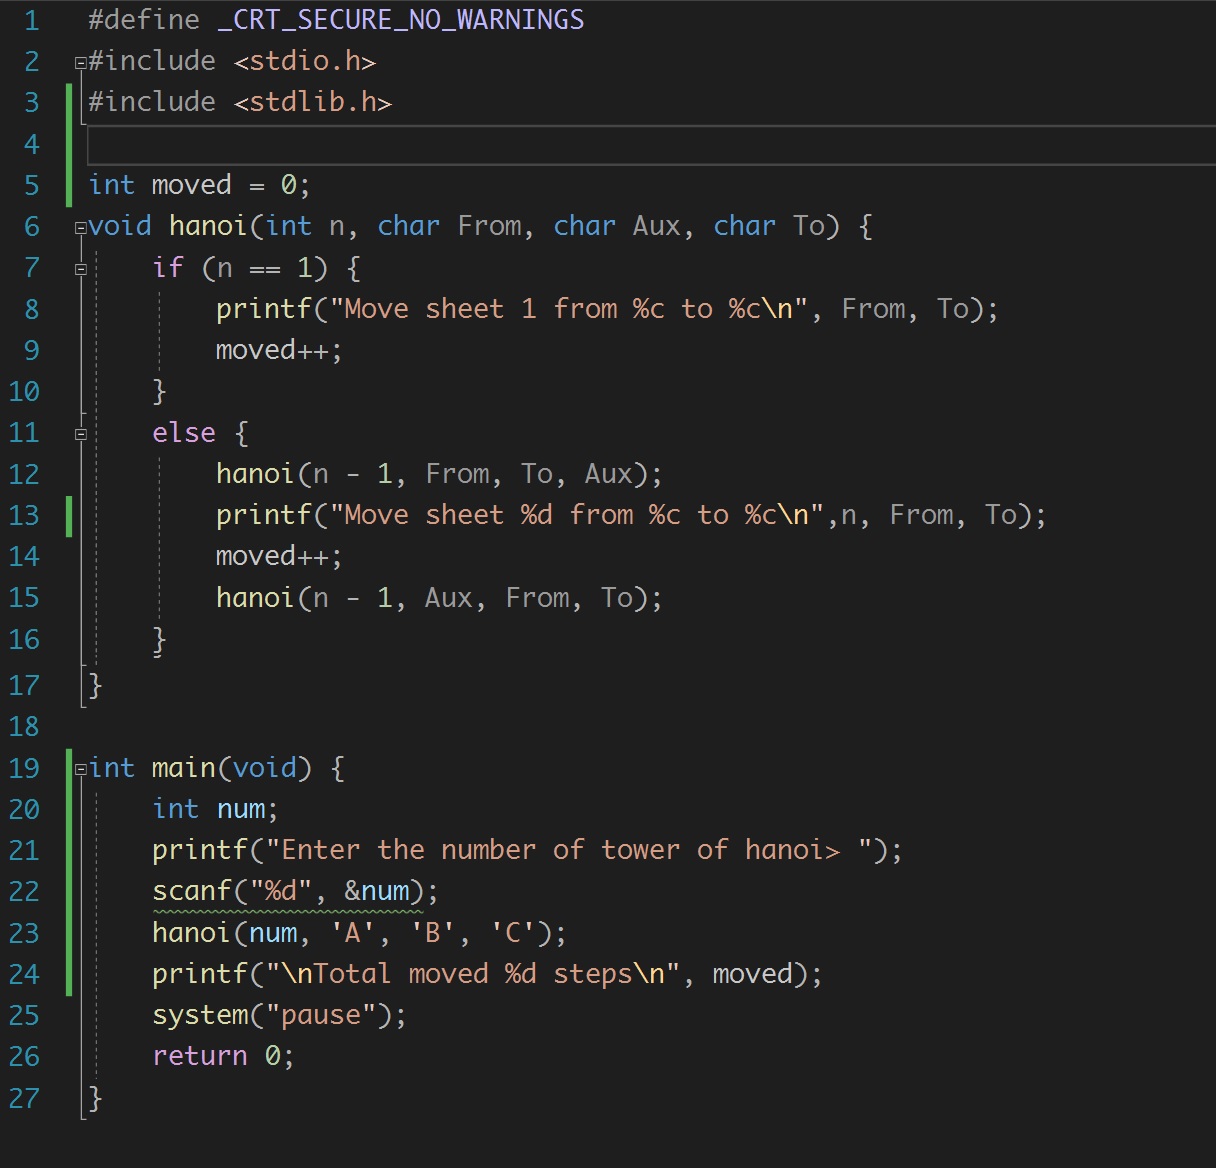 1 #define _CRT_SECURE_NO_WARNINGS
2 #include <stdio.h>
3 #include <stdlib.h>
4
5 int moved = 0;
6 void hanoi(int n, char From, char Aux, char To) {
7     if (n == 1) {
8         printf("Move sheet 1 from %c to %c\n", From, To);
9         moved++;
10     }
11     else {
12         hanoi(n - 1, From, To, Aux);
13         printf("Move sheet %d from %c to %c\n",n, From, To);
14         moved++;
15         hanoi(n - 1, Aux, From, To);
16     }
17 }
18
19 int main(void) {
20     int num;
21     printf("Enter the number of tower of hanoi> ");
22     scanf("%d", &num);
23     hanoi(num, 'A', 'B', 'C');
24     printf("\nTotal moved %d steps\n", moved);
25     system("pause");
26     return 0;
27 }